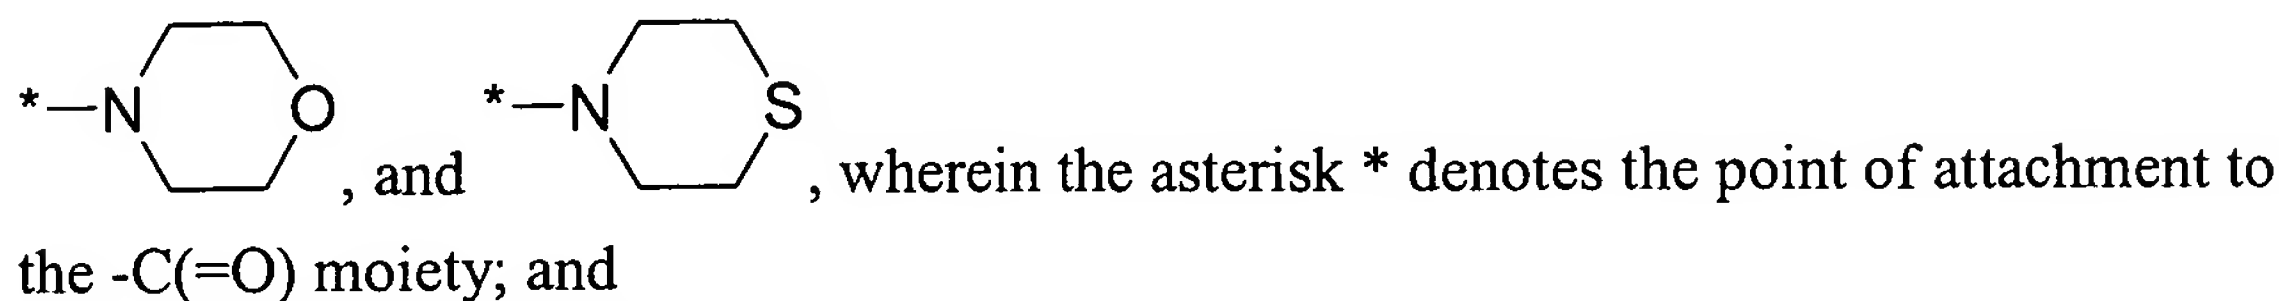 *—N O , and *—N S , wherein the asterisk * denotes the point of attachment to
the -C(=O) moiety; and